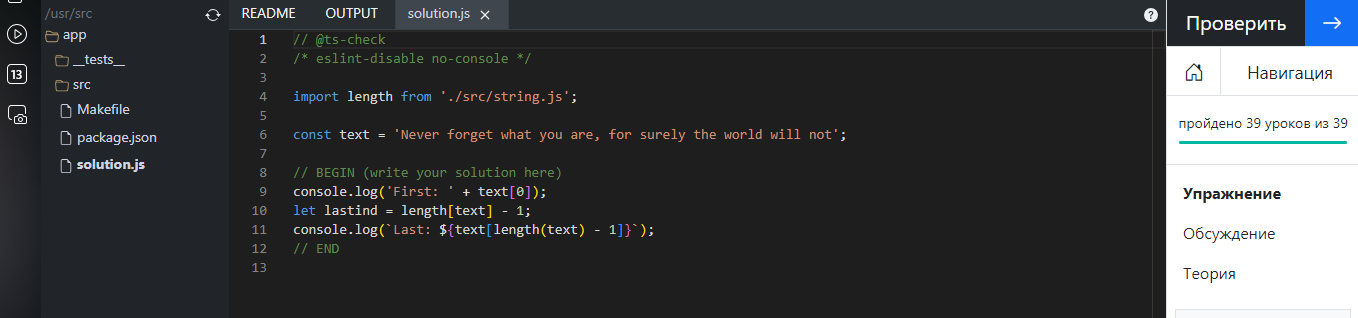 /usr/src
app
__tests__
src
Makefile
package.json
solution.js
13
README OUTPUT solution.js
?
1 // @ts-check
2 /* eslint-disable no-console */
3
4 import length from './src/string.js';
5
6 const text = 'Never forget what you are, for surely the world will not';
7
8 // BEGIN (write your solution here)
9 console.log('First: ' + text[0]);
10 let lastind = length[text] - 1;
11 console.log(`Last: ${text[length(text) - 1]}`);
12 // END
13
Проверить
Навигация
пройдено 39 уроков из 39
Упражнение
Обсуждение
Теория